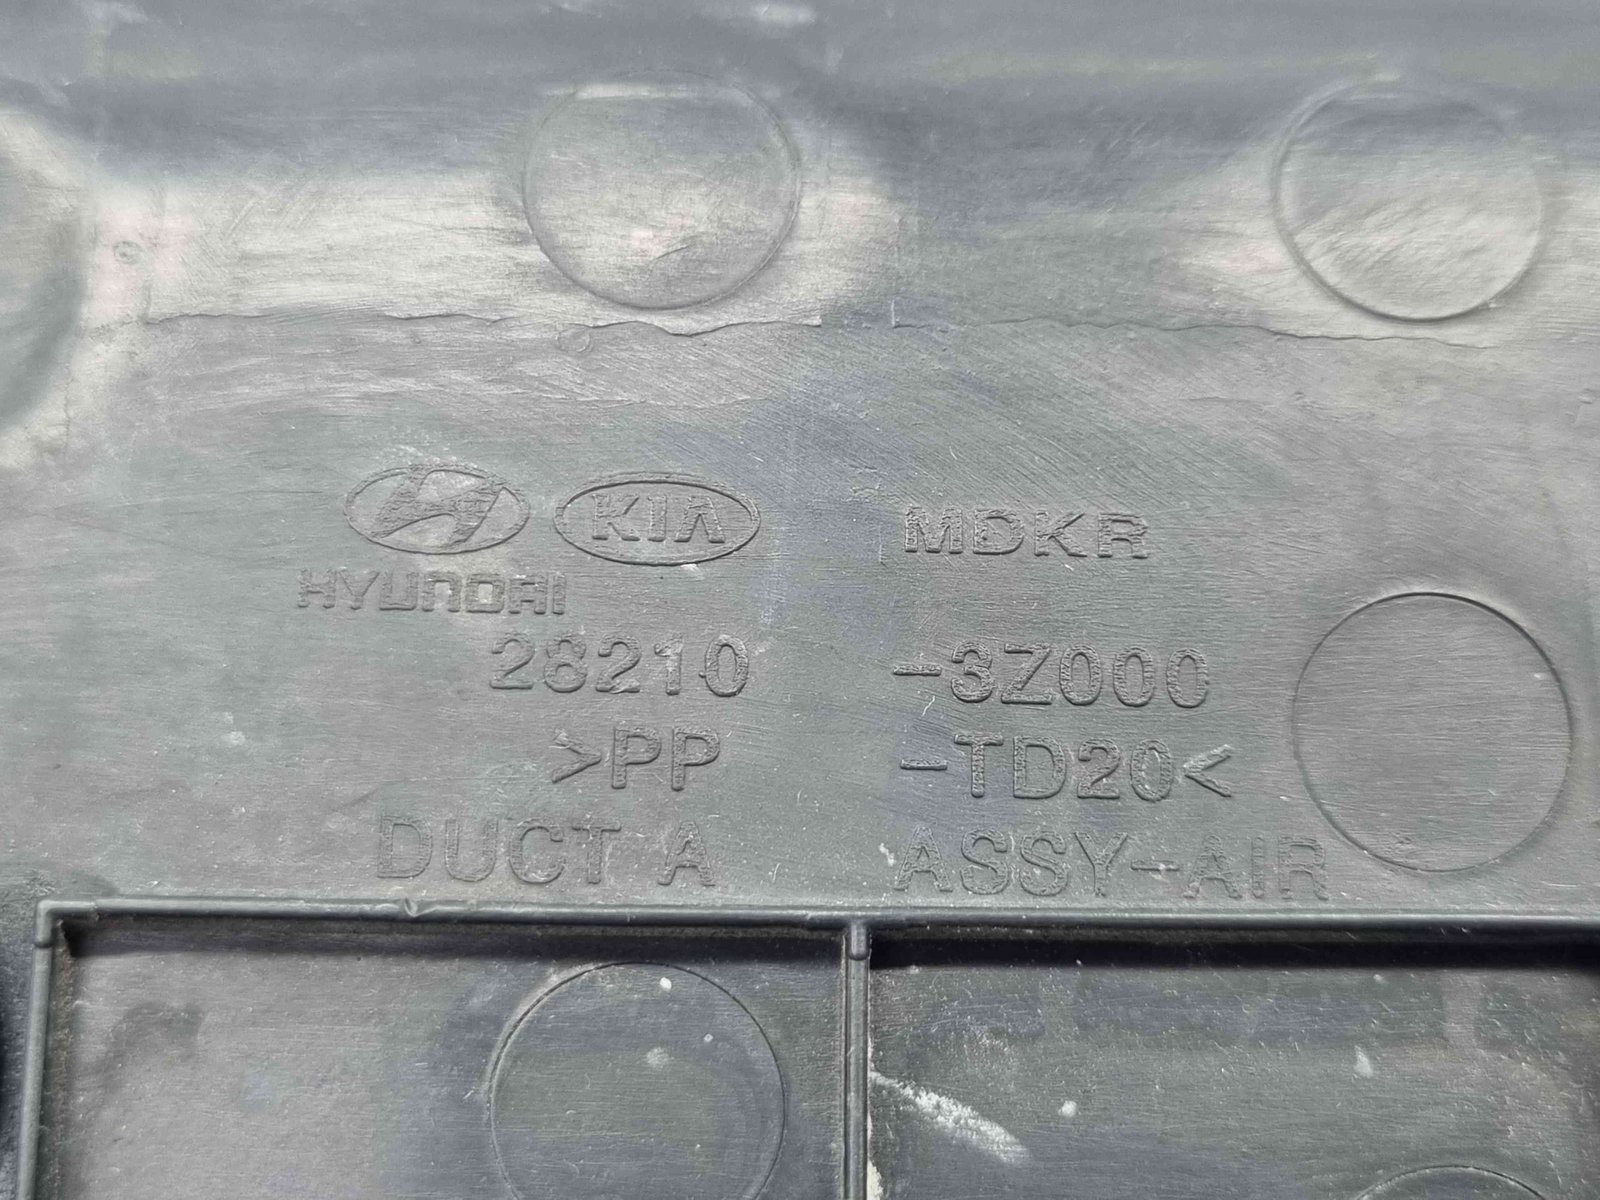 KIA MDKR
HYUNDAI
28210 -3Z000
>PP -TD20<
DUCT A ASSY-AIR